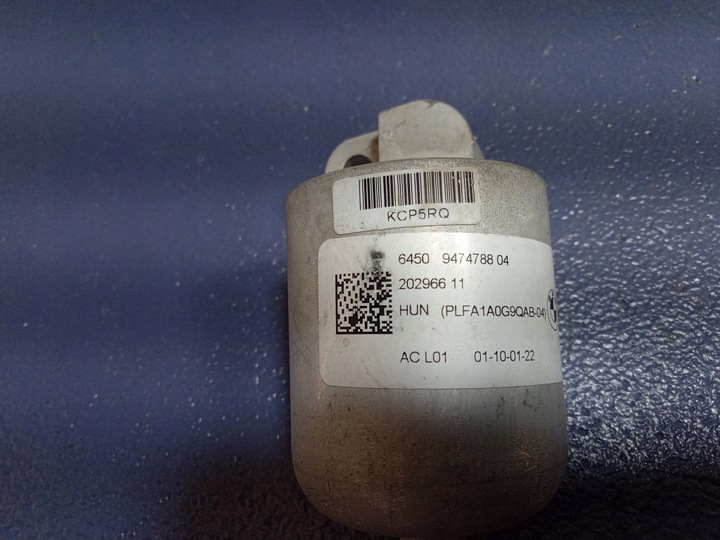 KCP5RQ
6450 9474788 04
202966 11
HUN (PLFA1A0G9QAB-04)
AC L01 01-10-01-22